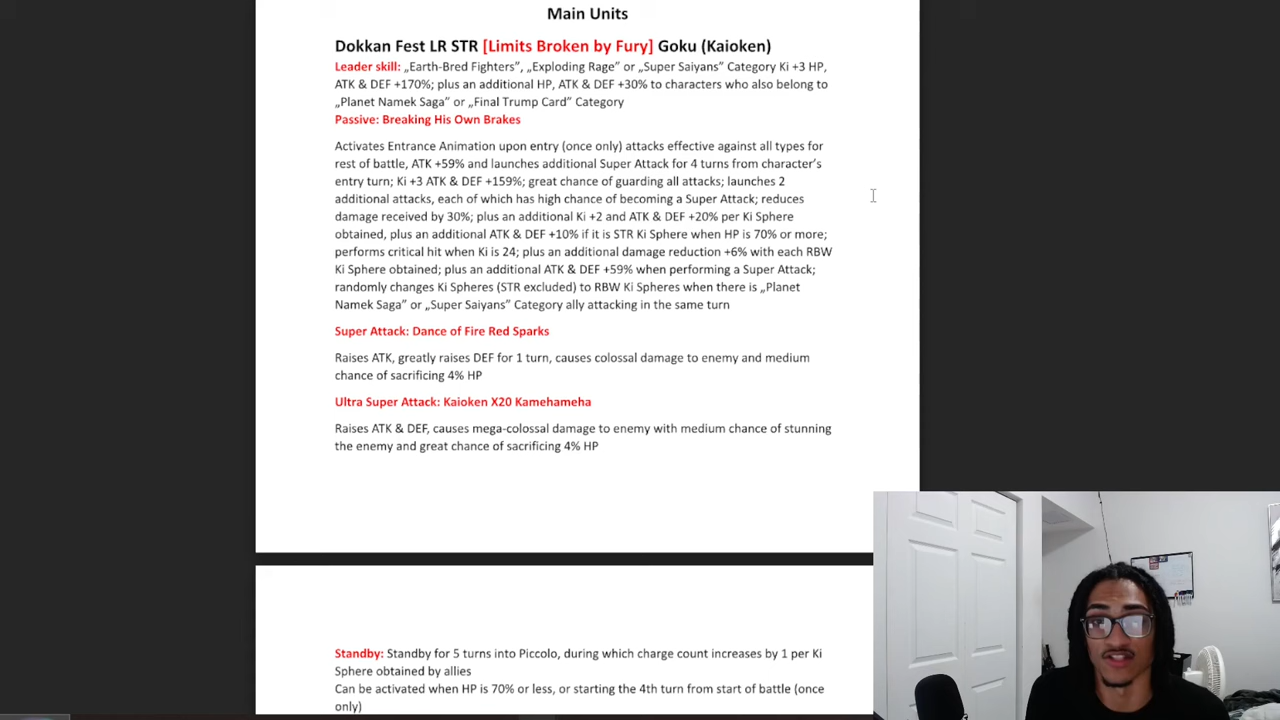 Main Units
Dokkan Fest LR STR [Limits Broken by Fury] Goku (Kaioken)
Leader skill: „Earth-Bred Fighters”, „Exploding Rage” or „Super Saiyans” Category Ki +3 HP,
ATK & DEF +170%; plus an additional HP, ATK & DEF +30% to characters who also belong to
„Planet Namek Saga” or „Final Trump Card” Category
Passive: Breaking His Own Brakes
Activates Entrance Animation upon entry (once only) attacks effective against all types for
rest of battle, ATK +59% and launches additional Super Attack for 4 turns from character’s
entry turn; Ki +3 ATK & DEF +159%; great chance of guarding all attacks; launches 2
additional attacks, each of which has high chance of becoming a Super Attack; reduces
damage received by 30%; plus an additional Ki +2 and ATK & DEF +20% per Ki Sphere
obtained, plus an additional ATK & DEF +10% if it is STR Ki Sphere when HP is 70% or more;
performs critical hit when Ki is 24; plus an additional damage reduction +6% with each RBW
Ki Sphere obtained; plus an additional ATK & DEF +59% when performing a Super Attack;
randomly changes Ki Spheres (STR excluded) to RBW Ki Spheres when there is „Planet
Namek Saga” or „Super Saiyans” Category ally attacking in the same turn
Super Attack: Dance of Fire Red Sparks
Raises ATK, greatly raises DEF for 1 turn, causes colossal damage to enemy and medium
chance of sacrificing 4% HP
Ultra Super Attack: Kaioken X20 Kamehameha
Raises ATK & DEF, causes mega-colossal damage to enemy with medium chance of stunning
the enemy and great chance of sacrificing 4% HP
Standby: Standby for 5 turns into Piccolo, during which charge count increases by 1 per Ki
Sphere obtained by allies
Can be activated when HP is 70% or less, or starting the 4th turn from start of battle (once
only)